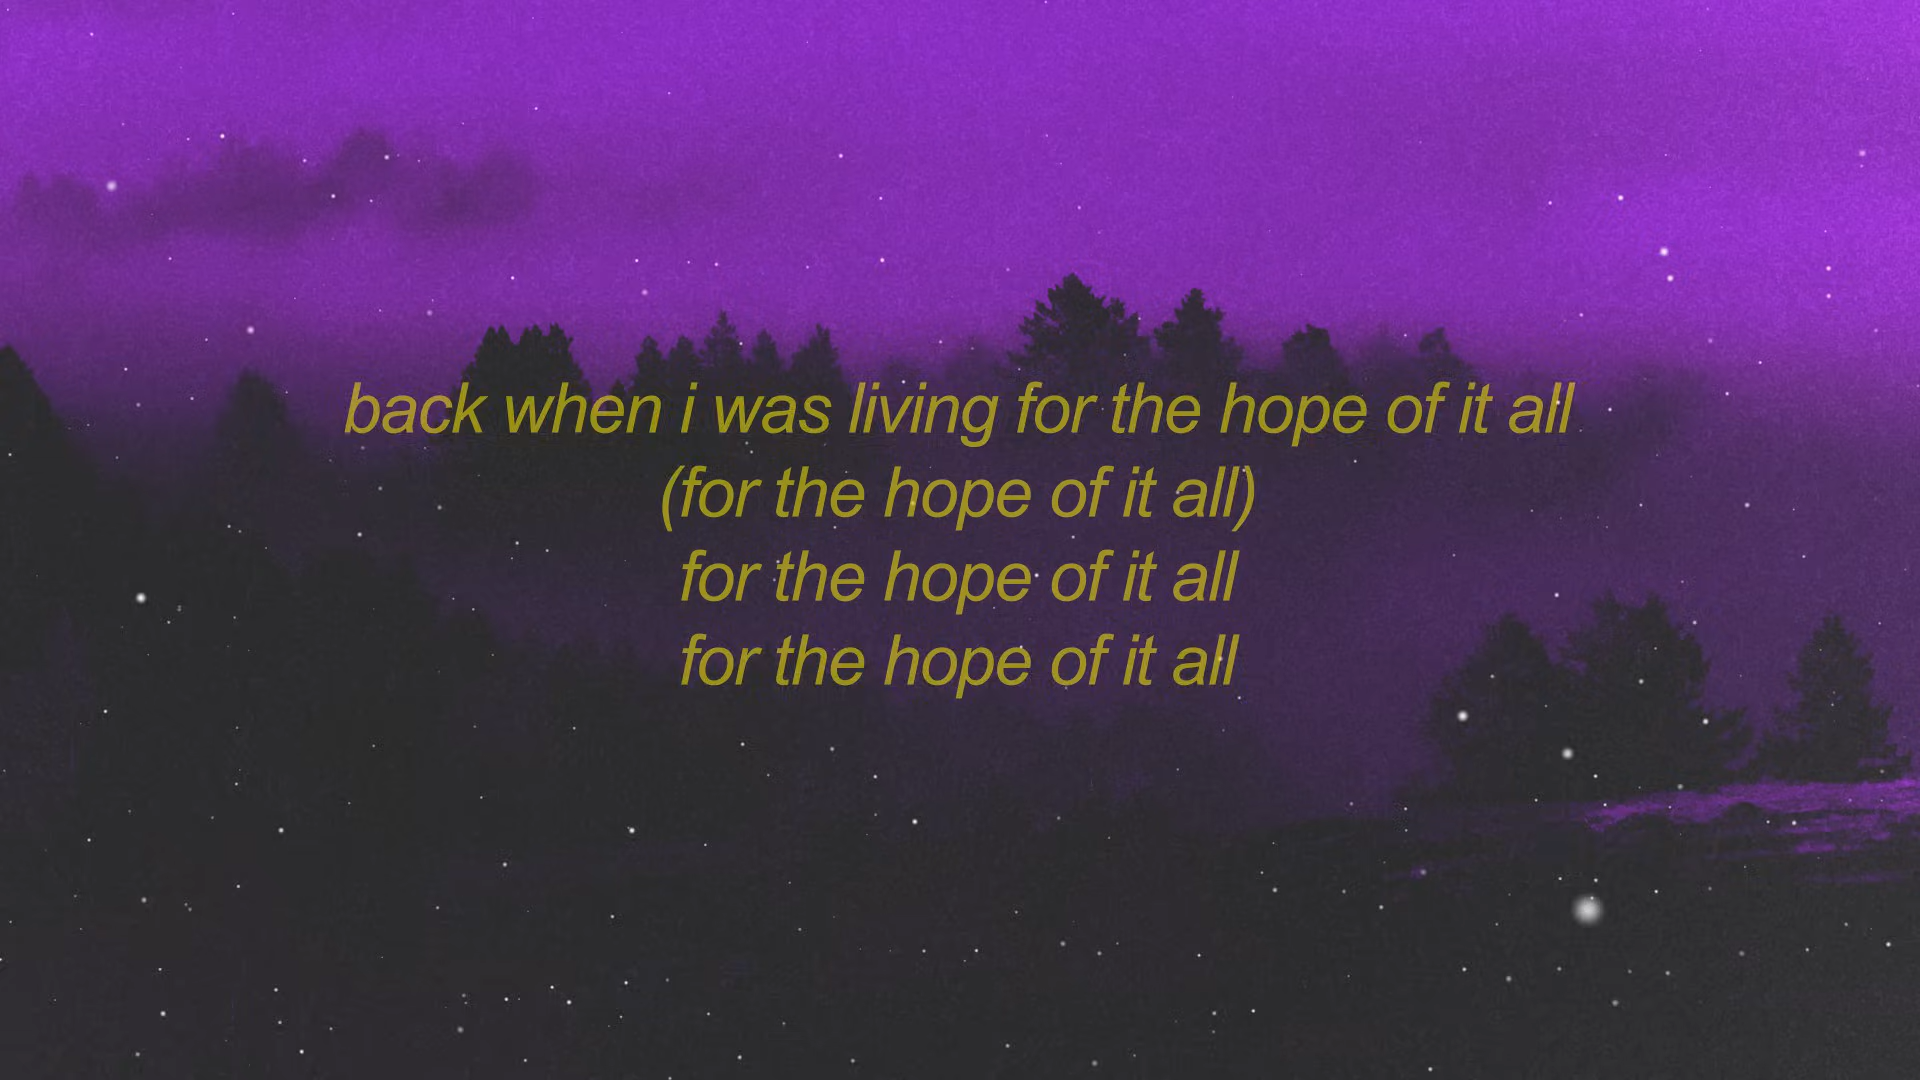 back when i was living for the hope of it all
(for the hope of it all)
for the hope of it all
for the hope of it all